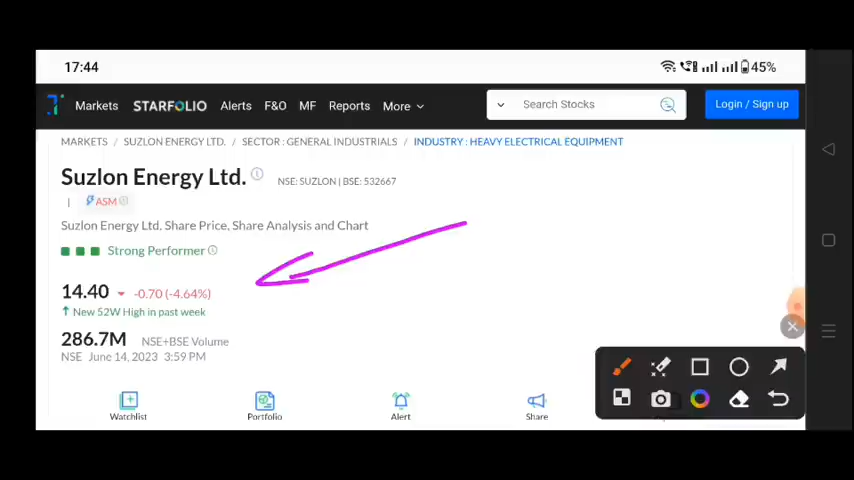 17:44 45%
Markets STARFOLIO Alerts F&O MF Reports More Search Stocks Login / Sign up
MARKETS / SUZLON ENERGY LTD. / SECTOR : GENERAL INDUSTRIALS / INDUSTRY : HEAVY ELECTRICAL EQUIPMENT
Suzlon Energy Ltd. NSE: SUZLON | BSE: 532667
| ASM
Suzlon Energy Ltd. Share Price, Share Analysis and Chart
Strong Performer
14.40 -0.70 (-4.64%)
New 52W High in past week
286.7M NSE+BSE Volume
NSE June 14, 2023 3:59 PM
Watchlist Portfolio Alert Share